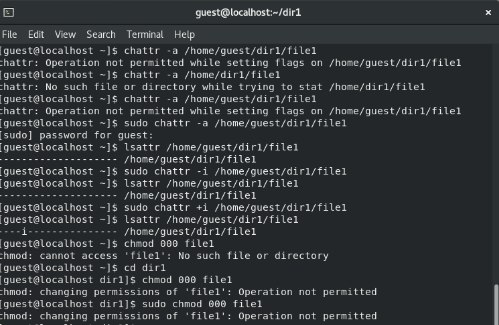 guest@localhost:~/dir1
File Edit View Search Terminal Help
[guest@localhost ~]$ chattr -a /home/guest/dir1/file1
chattr: Operation not permitted while setting flags on /home/guest/dir1/file1
[guest@localhost ~]$ chattr -a /home/dir1/file1
chattr: No such file or directory while trying to stat /home/dir1/file1
[guest@localhost ~]$ chattr -a /home/guest/dir1/file1
chattr: Operation not permitted while setting flags on /home/guest/dir1/file1
[guest@localhost ~]$ sudo chattr -a /home/guest/dir1/file1
[sudo] password for guest:
[guest@localhost ~]$ lsattr /home/guest/dir1/file1
-------------------- /home/guest/dir1/file1
[guest@localhost ~]$ sudo chattr -i /home/guest/dir1/file1
[guest@localhost ~]$ lsattr /home/guest/dir1/file1
-------------------- /home/guest/dir1/file1
[guest@localhost ~]$ sudo chattr +i /home/guest/dir1/file1
[guest@localhost ~]$ lsattr /home/guest/dir1/file1
----i--------------- /home/guest/dir1/file1
[guest@localhost ~]$ chmod 000 file1
chmod: cannot access 'file1': No such file or directory
[guest@localhost ~]$ cd dir1
[guest@localhost dir1]$ chmod 000 file1
chmod: changing permissions of 'file1': Operation not permitted
[guest@localhost dir1]$ sudo chmod 000 file1
chmod: changing permissions of 'file1': Operation not permitted